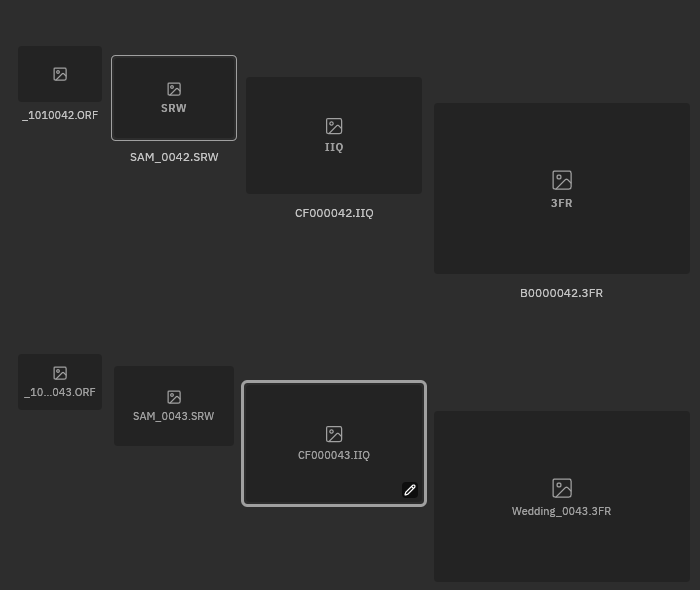 _1010042.ORF
SRW
SAM_0042.SRW
IIQ
CF000042.IIQ
3FR
B0000042.3FR
_10…043.ORF
SAM_0043.SRW
CF000043.IIQ
Wedding_0043.3FR